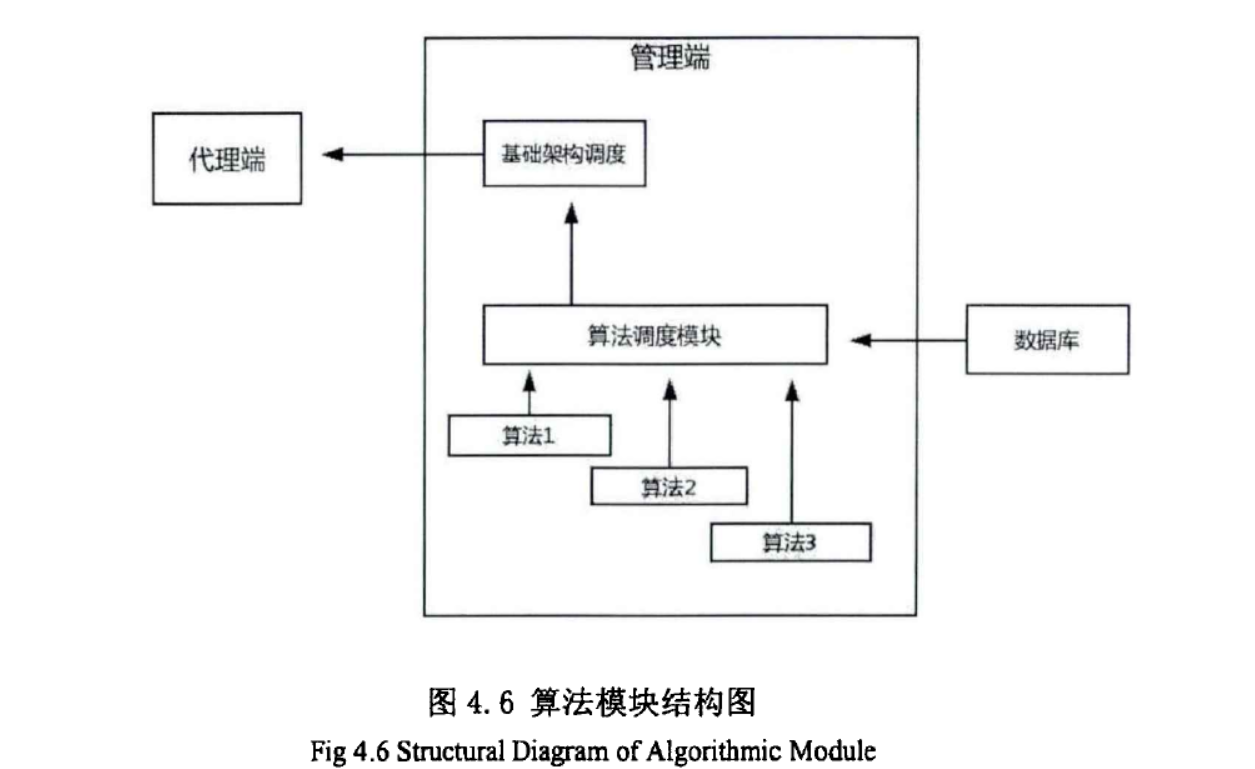 管理端
代理端
基础架构调度
算法调度模块
数据库
算法1
算法2
算法3
图 4.6 算法模块结构图
Fig 4.6 Structural Diagram of Algorithmic Module